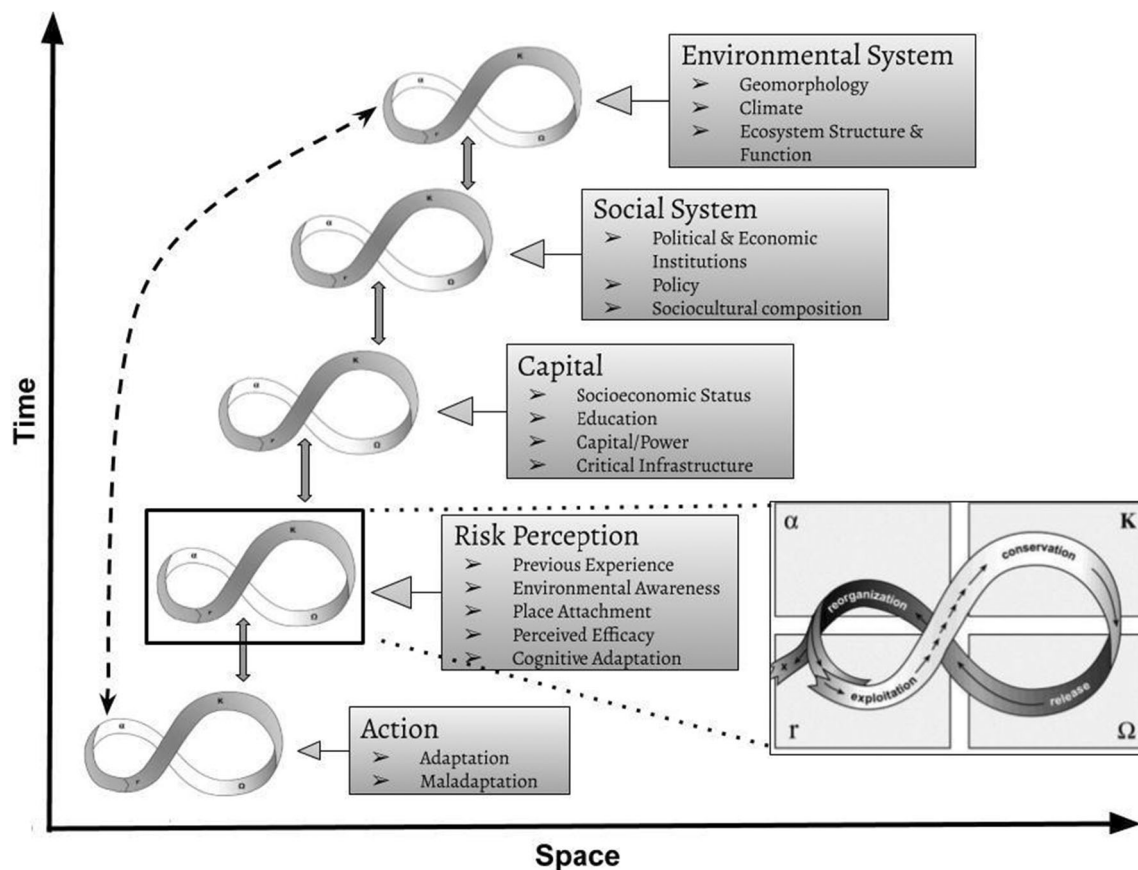 Environmental System
➢ Geomorphology
➢ Climate
➢ Ecosystem Structure &
Function
α
K
r
Ω
Social System
➢ Political & Economic
Institutions
➢ Policy
➢ Sociocultural composition
α
K
r
Ω
Capital
➢ Socioeconomic Status
➢ Education
➢ Capital/Power
➢ Critical Infrastructure
α
K
r
Ω
Risk Perception
➢ Previous Experience
➢ Environmental Awareness
➢ Place Attachment
➢ Perceived Efficacy
➢ Cognitive Adaptation
α
K
r
Ω
α
K
reorganization
conservation
x
exploitation
release
r
Ω
Action
➢ Adaptation
➢ Maladaptation
α
K
r
Ω
Time
Space